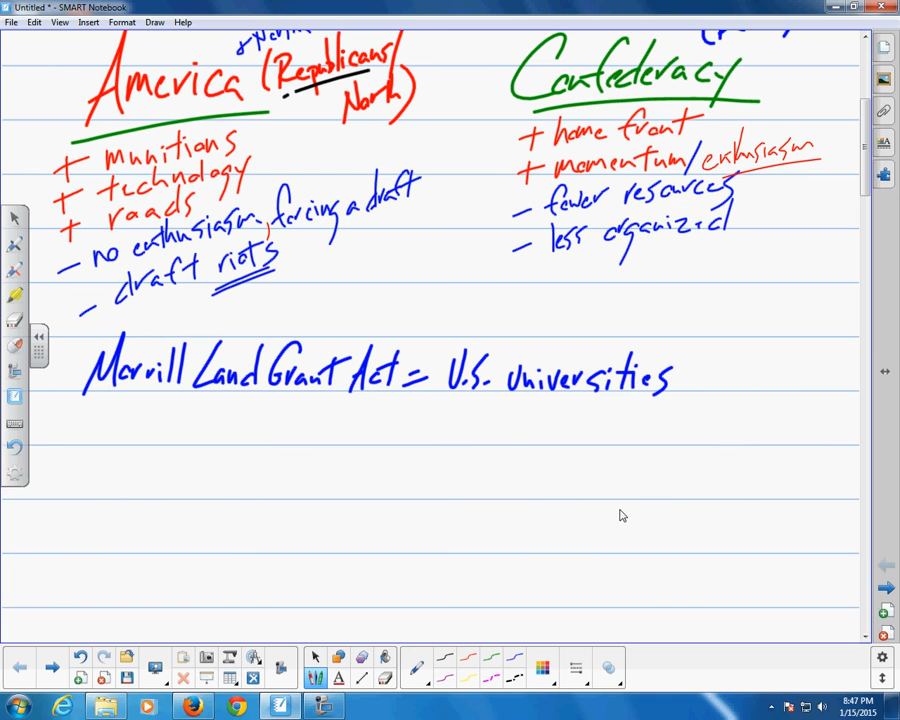 Untitled * - SMART Notebook
File Edit View Insert Format Draw Help
America (Republicans/
North)
+ munitions
+ technology
+ roads
- no enthusiasm, forcing a draft
- draft riots
Confederacy
+ home front
+ momentum/enthusiasm
- fewer resources
- less organized
Morrill Land Grant Act = U.S. universities
8:47 PM
1/15/2015